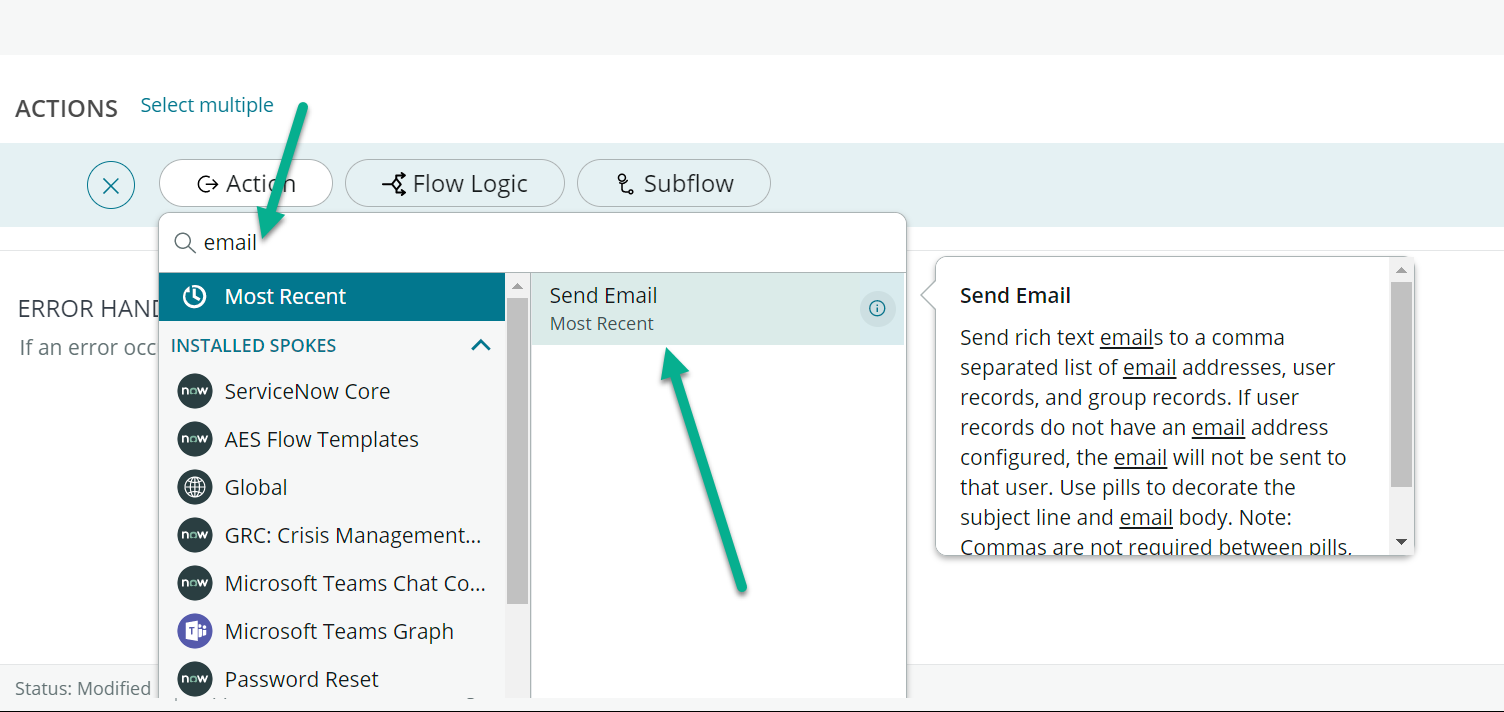 ACTIONS Select multiple
Action Flow Logic Subflow
email
Most Recent
INSTALLED SPOKES
now ServiceNow Core
now AES Flow Templates
Global
now GRC: Crisis Management...
now Microsoft Teams Chat Co...
Microsoft Teams Graph
now Password Reset
Send Email
Most Recent
Send Email
Send rich text emails to a comma
separated list of email addresses, user
records, and group records. If user
records do not have an email address
configured, the email will not be sent to
that user. Use pills to decorate the
subject line and email body. Note:
Commas are not required between pills.
ERROR HAND
If an error occ
Status: Modified